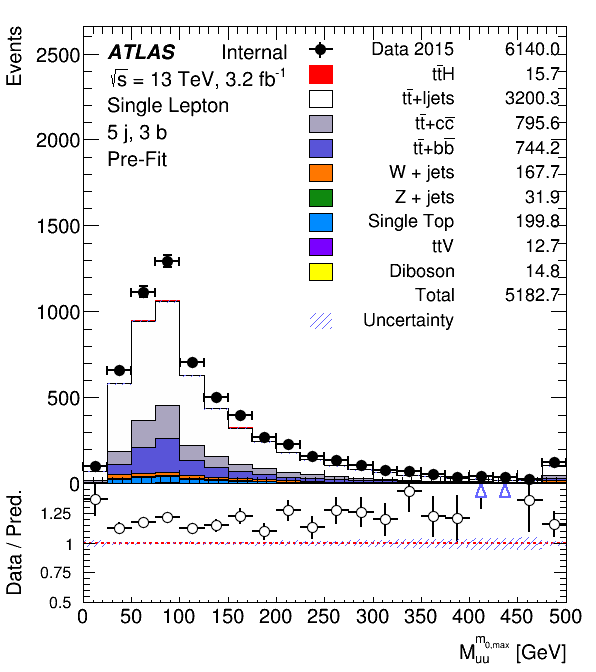 Events
2500
2000
1500
1000
500
0
ATLAS Internal
√s = 13 TeV, 3.2 fb-1
Single Lepton
5 j, 3 b
Pre-Fit
Data 2015 6140.0
tt̄H 15.7
tt̄+ljets 3200.3
tt̄+cc̄ 795.6
tt̄+bb̄ 744.2
W + jets 167.7
Z + jets 31.9
Single Top 199.8
ttV 12.7
Diboson 14.8
Total 5182.7
Uncertainty
Data / Pred.
1.25
1
0.75
0.5
0 50 100 150 200 250 300 350 400 450 500
M_uu^m_0,max [GeV]